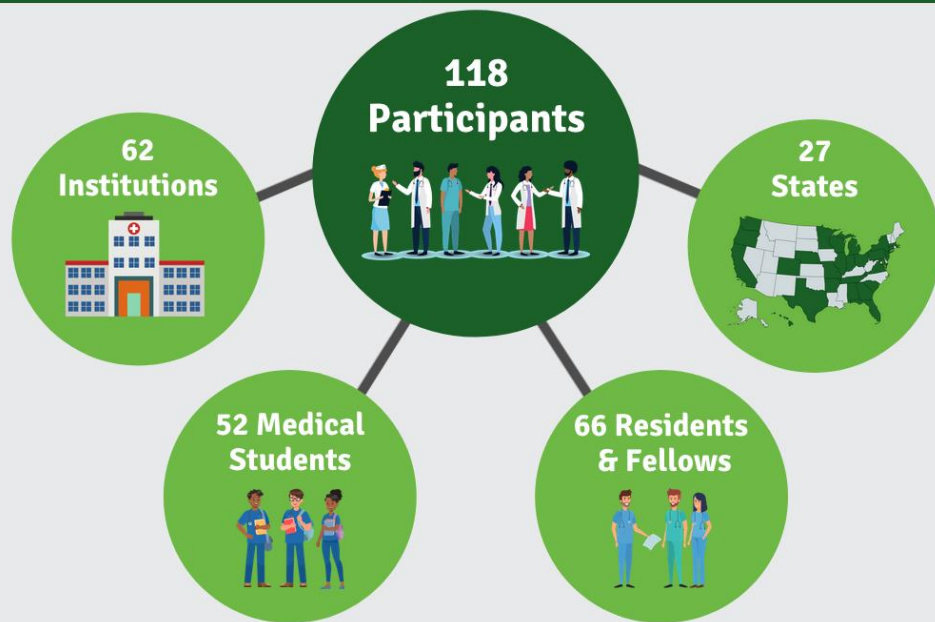 118
Participants
62
Institutions
27
States
52 Medical
Students
66 Residents
& Fellows